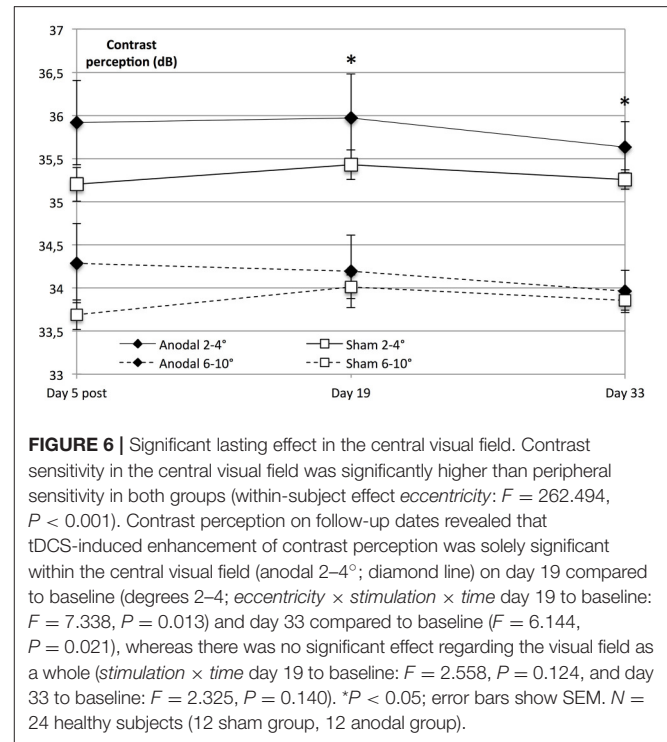 37
Contrast
perception (dB)
*
36,5
*
36
35,5
35
34,5
34
33,5
Anodal 2-4° Sham 2-4°
Anodal 6-10° Sham 6-10°
33
Day 5 post Day 19 Day 33
FIGURE 6 | Significant lasting effect in the central visual field. Contrast
sensitivity in the central visual field was significantly higher than peripheral
sensitivity in both groups (within-subject effect eccentricity: F = 262.494,
P < 0.001). Contrast perception on follow-up dates revealed that
tDCS-induced enhancement of contrast perception was solely significant
within the central visual field (anodal 2–4°; diamond line) on day 19 compared
to baseline (degrees 2–4; eccentricity × stimulation × time day 19 to baseline:
F = 7.338, P = 0.013) and day 33 compared to baseline (F = 6.144,
P = 0.021), whereas there was no significant effect regarding the visual field as
a whole (stimulation × time day 19 to baseline: F = 2.558, P = 0.124, and day
33 to baseline: F = 2.325, P = 0.140). *P < 0.05; error bars show SEM. N =
24 healthy subjects (12 sham group, 12 anodal group).